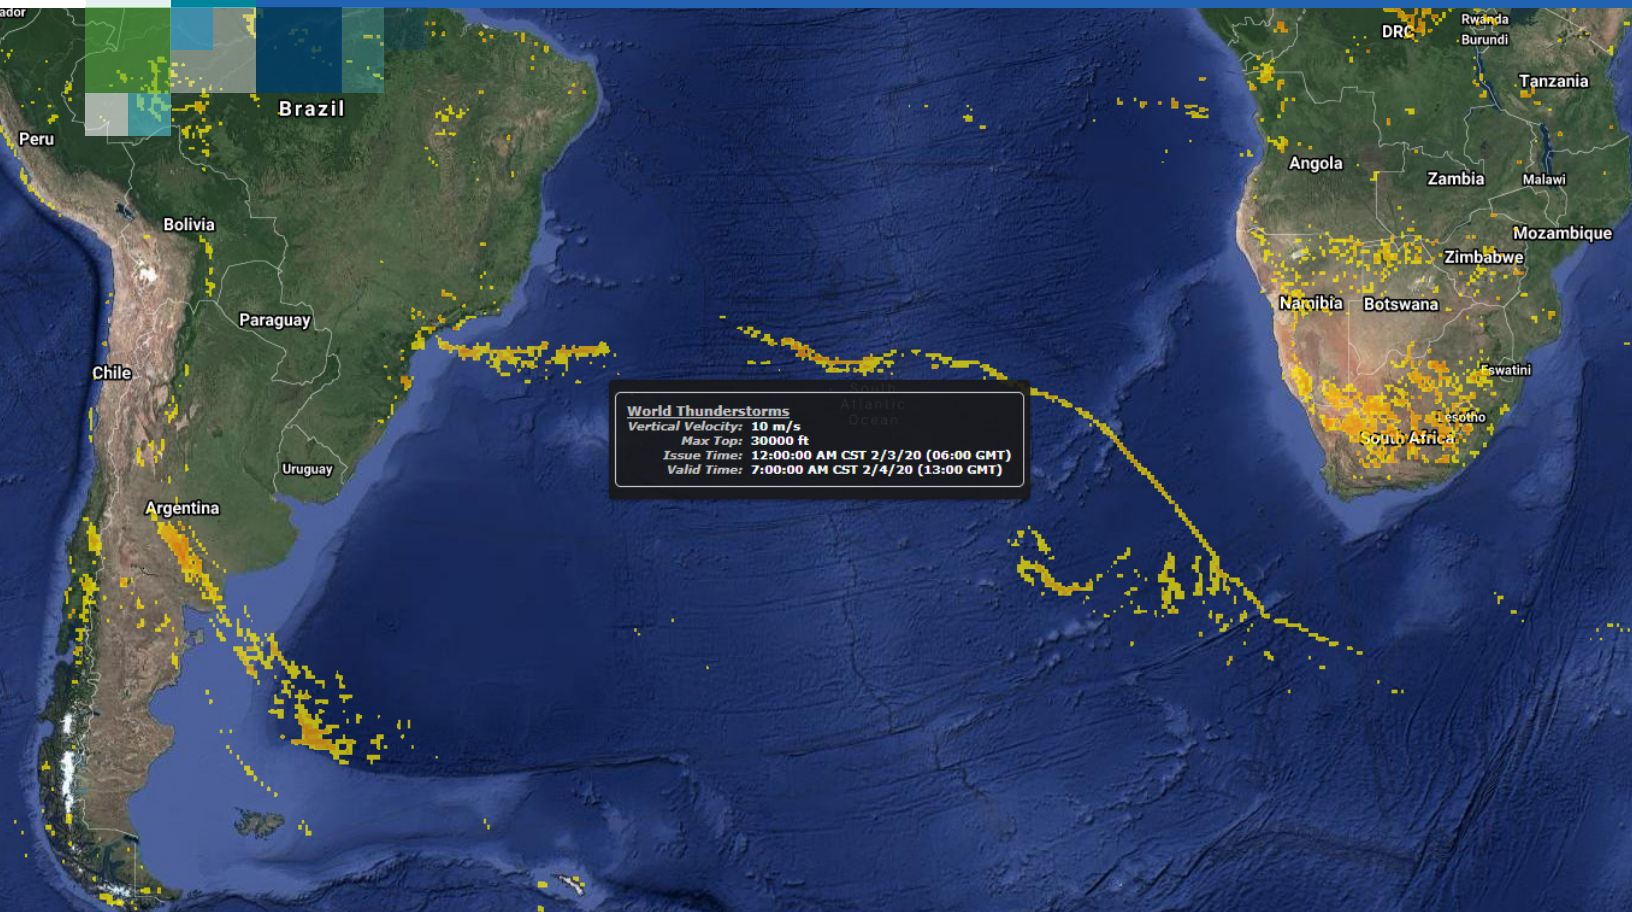 ador
DRC
Rwanda
Burundi
Tanzania
Brazil
Peru
Angola
Zambia
Malawi
Bolivia
Mozambique
Zimbabwe
Namibia
Botswana
Paraguay
Chile
Eswatini
South
Atlantic
Ocean
World Thunderstorms
Vertical Velocity: 10 m/s
Max Top: 30000 ft
Issue Time: 12:00:00 AM CST 2/3/20 (06:00 GMT)
Valid Time: 7:00:00 AM CST 2/4/20 (13:00 GMT)
Lesotho
South Africa
Uruguay
Argentina